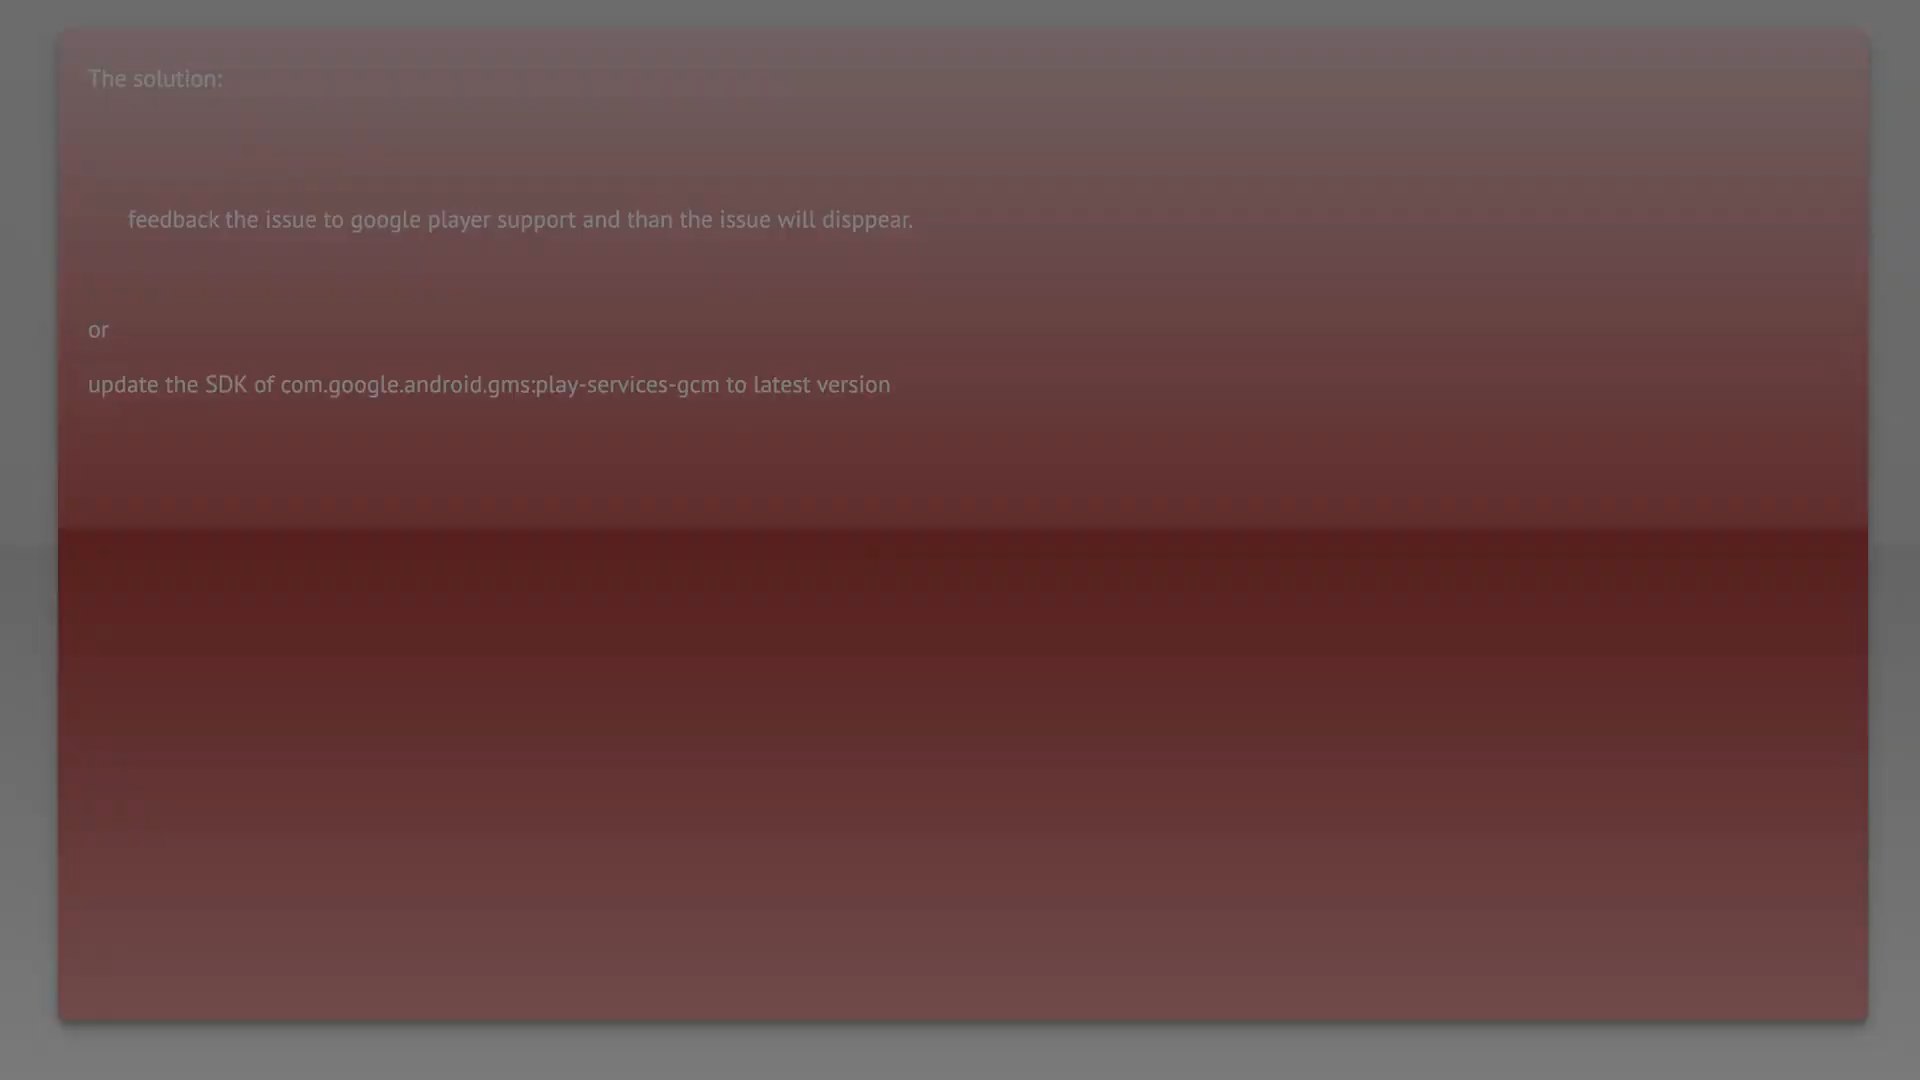 The solution:
feedback the issue to google player support and than the issue will disppear.
or
update the SDK of com.google.android.gms:play-services-gcm to latest version